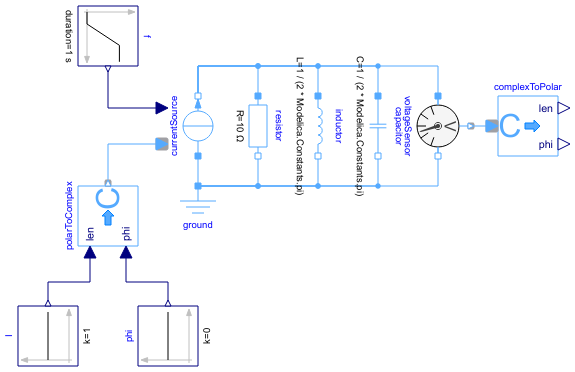 f
duration=1 s
currentSource
R=10 Ω
resistor
L=1 / (2 * Modelica.Constants.pi)
inductor
C=1 / (2 * Modelica.Constants.pi)
capacitor
voltageSensor
complexToPolar
C
len
phi
ground
polarToComplex
C
len
phi
I
k=1
phi
k=0